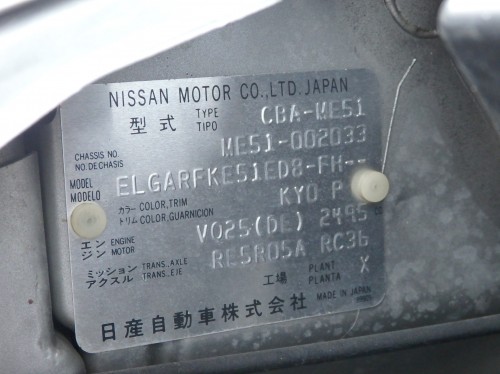 NISSAN MOTOR CO.,LTD. JAPAN
型式 TYPE TIPO CBA-ME51
CHASSIS NO. NO DE CHASIS ME51-002033
MODEL MODELO ELGARFKE51ED8-FH--
カラー COLOR,TRIM トリム COLOR,GUARNICION KYO P
エンジン ENGINE MOTOR VQ25(DE) 2495
ミッション アクスル TRANS.,AXLE TRANS.,EJE RE5R05A RC36
工場 PLANT PLANTA X
日産自動車株式会社 MADE IN JAPAN